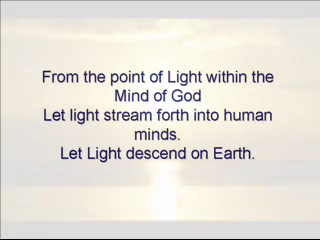 From the point of Light within the
Mind of God
Let light stream forth into human
minds.
Let Light descend on Earth.